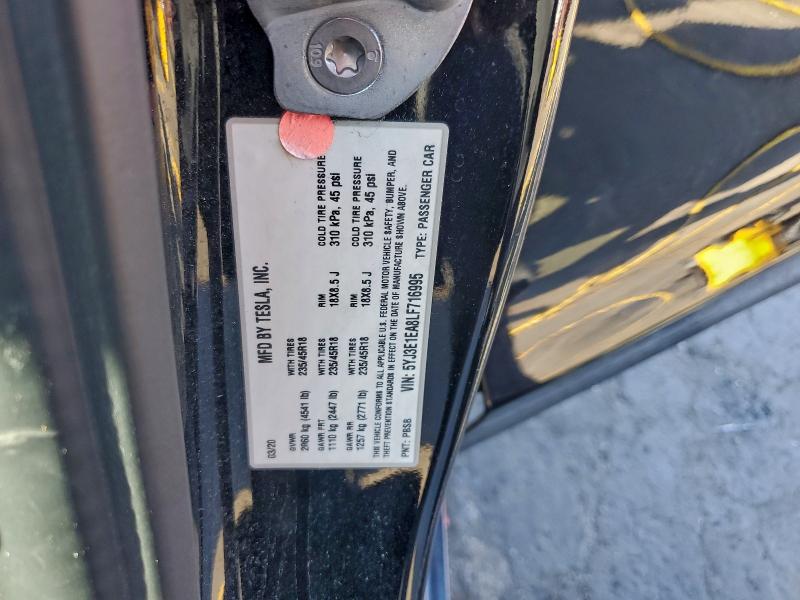 10.9
03/20 MFD BY TESLA, INC.
GVWR WITH TIRES RIM COLD TIRE PRESSURE
2060 kg (4541 lb) 235/45R18 18X8.5 J 310 kPa, 45 psi
GAWR FRT
1110 kg (2447 lb) 235/45R18
GAWR RR WITH TIRES RIM COLD TIRE PRESSURE
1257 kg (2771 lb) 235/45R18 18X8.5 J 310 kPa, 45 psi
THIS VEHICLE CONFORMS TO ALL APPLICABLE U.S. FEDERAL MOTOR VEHICLE SAFETY, BUMPER, AND
THEFT PREVENTION STANDARDS IN EFFECT ON THE DATE OF MANUFACTURE SHOWN ABOVE.
PNT: PBSB VIN: 5YJ3E1EA8LF716995 TYPE: PASSENGER CAR